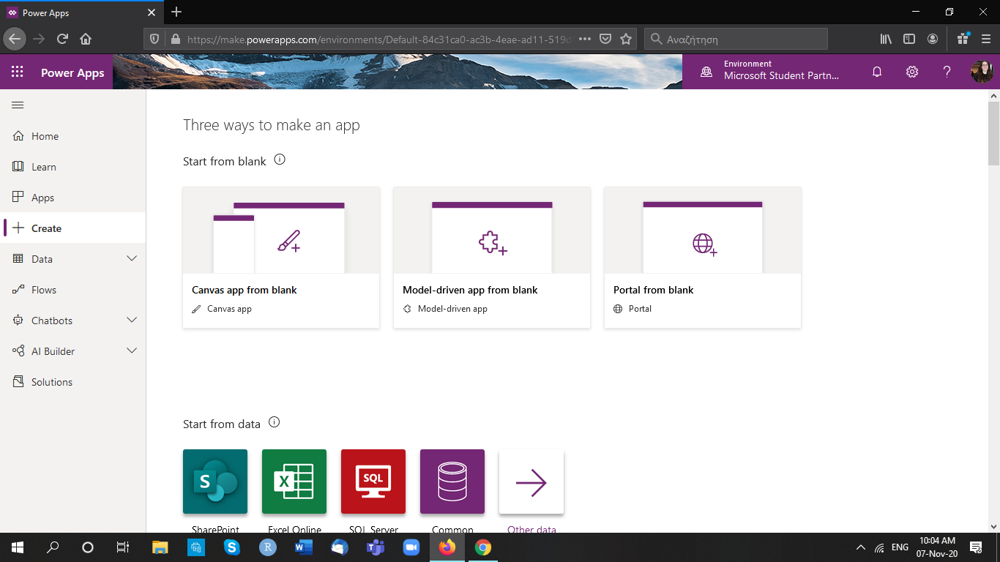 Power Apps
https://make.powerapps.com/environments/Default-84c31ca0-ac3b-4eae-ad11-519d
Αναζήτηση
Power Apps
Environment
Microsoft Student Partn...
Home
Learn
Apps
Create
Data
Flows
Chatbots
AI Builder
Solutions
Three ways to make an app
Start from blank
Canvas app from blank
Canvas app
Model-driven app from blank
Model-driven app
Portal from blank
Portal
Start from data
S
X
SQL
SharePoint
Excel Online
SQL Server
Common
Other data
R
W
ENG
10:04 AM
07-Nov-20